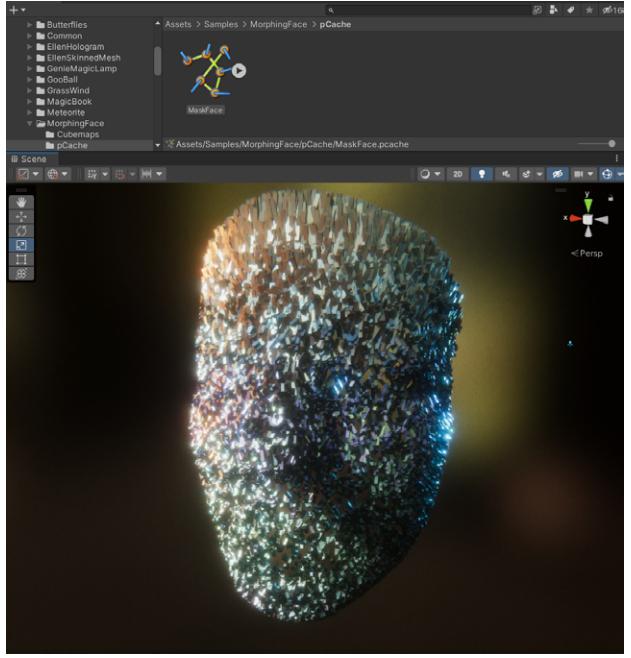 16
Butterflies
Common
EllenHologram
EllenSkinnedMesh
GenieMagicLamp
GooBall
GrassWind
MagicBook
Meteorite
MorphingFace
Cubemaps
pCache
Assets > Samples > MorphingFace > pCache
MaskFace
Assets/Samples/MorphingFace/pCache/MaskFace.pcache
Scene
2D
y
x
Persp